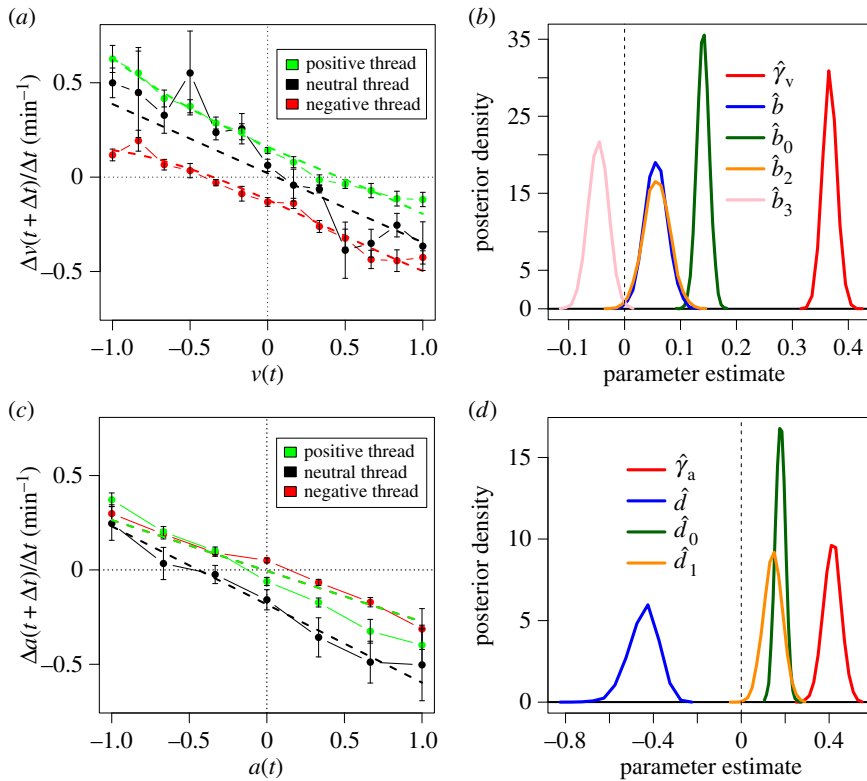 (a)
Δv(t + Δt)/Δt (min⁻¹)
0.5
0
−0.5
positive thread
neutral thread
negative thread
−1.0 −0.5 0 0.5 1.0
v(t)
(b)
posterior density
35
25
15
5
0
γ̂v
b̂
b̂0
b̂2
b̂3
−0.1 0 0.1 0.2 0.3 0.4
parameter estimate
(c)
Δa(t + Δt)/Δt (min⁻¹)
0.5
0
−0.5
positive thread
neutral thread
negative thread
−1.0 −0.5 0 0.5 1.0
a(t)
(d)
posterior density
15
10
5
0
γ̂a
d̂
d̂0
d̂1
−0.8 −0.4 0 0.4
parameter estimate